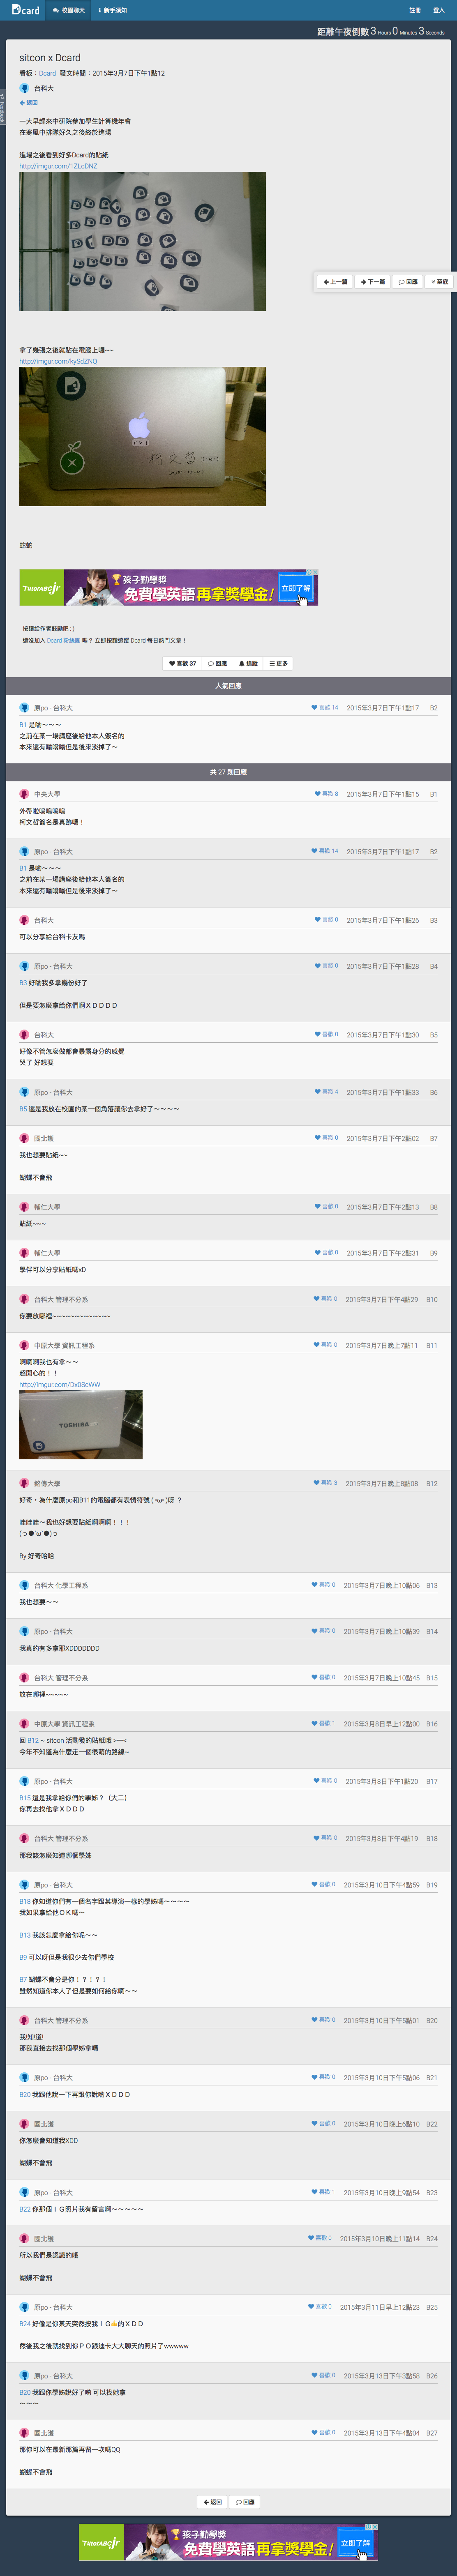 Dcard 校園聊天 新手須知 註冊 登入
距離午夜倒數 3 Hours 0 Minutes 3 Seconds
sitcon x Dcard
看板：Dcard 發文時間：2015年3月7日下午1點12
台科大
返回
一大早趕來中研院參加學生計算機年會
在寒風中排隊好久之後終於進場
進場之後看到好多Dcard的貼紙
http://imgur.com/1ZLcDNZ
上一篇 下一篇 回應 至底
拿了幾張之後就貼在電腦上囉~~
http://imgur.com/kySdZNQ
柯文哲
蛇蛇
TutorABCjr 孩子勤學獎 免費學英語再拿獎學金! 立即了解
按讚給作者鼓勵吧 : )
還沒加入 Dcard 粉絲團 嗎？ 立即按讚追蹤 Dcard 每日熱門文章！
喜歡 37 回應 追蹤 更多
人氣回應
原po - 台科大 喜歡 14 2015年3月7日下午1點17 B2
B1 是喲～～～
之前在某一場講座後給他本人簽名的
本來還有噹噹噹但是後來淡掉了～
共 27 則回應
中央大學 喜歡 8 2015年3月7日下午1點15 B1
外帶啦嗚嗚嗚嗚
柯文哲簽名是真跡嗎！
原po - 台科大 喜歡 14 2015年3月7日下午1點17 B2
B1 是喲～～～
之前在某一場講座後給他本人簽名的
本來還有噹噹噹但是後來淡掉了～
台科大 喜歡 0 2015年3月7日下午1點26 B3
可以分享給台科卡友嗎
原po - 台科大 喜歡 0 2015年3月7日下午1點28 B4
B3 好喲我多拿幾份好了
但是要怎麼拿給你們啊ＸＤＤＤＤ
台科大 喜歡 0 2015年3月7日下午1點30 B5
好像不管怎麼做都會暴露身分的感覺
哭了 好想要
原po - 台科大 喜歡 4 2015年3月7日下午1點33 B6
B5 還是我放在校園的某一個角落讓你去拿好了～～～～
國北護 喜歡 0 2015年3月7日下午2點02 B7
我也想要貼紙~~
蝴蝶不會飛
輔仁大學 喜歡 0 2015年3月7日下午2點13 B8
貼紙~~~
輔仁大學 喜歡 0 2015年3月7日下午2點31 B9
學伴可以分享貼紙嗎xD
台科大 管理不分系 喜歡 0 2015年3月7日下午4點29 B10
你要放哪裡~~~~~~~~~~~~~
中原大學 資訊工程系 喜歡 0 2015年3月7日晚上7點11 B11
啊啊啊我也有拿～～
超開心的！！
http://imgur.com/Dx0ScWW
TOSHIBA
銘傳大學 喜歡 3 2015年3月7日晚上8點08 B12
好奇，為什麼原po和B11的電腦都有表情符號 ( •ω• )呀 ？
哇哇哇～我也好想要貼紙啊啊啊！！！
(っ●´ω`●)っ
By 好奇哈哈
台科大 化學工程系 喜歡 0 2015年3月7日晚上10點06 B13
我也想要～～
原po - 台科大 喜歡 0 2015年3月7日晚上10點39 B14
我真的有多拿耶XDDDDDDD
台科大 管理不分系 喜歡 0 2015年3月7日晚上10點45 B15
放在哪裡~~~~~
中原大學 資訊工程系 喜歡 1 2015年3月8日早上12點00 B16
回 B12 ~ sitcon 活動發的貼紙哦 >一<
今年不知道為什麼走一個很萌的路線~
原po - 台科大 喜歡 0 2015年3月8日下午1點20 B17
B15 還是我拿給你們的學姊？（大二）
你再去找他拿ＸＤＤＤ
台科大 管理不分系 喜歡 0 2015年3月8日下午4點19 B18
那我該怎麼知道哪個學姊
原po - 台科大 喜歡 0 2015年3月10日下午4點59 B19
B18 你知道你們有一個名字跟某導演一樣的學姊嗎～～～～
我如果拿給他ＯＫ嗎～
B13 我該怎麼拿給你呢～～
B9 可以呀但是我很少去你們學校
B7 蝴蝶不會分是你！？！？！
雖然知道你本人了但是要如何給你啊～～
台科大 管理不分系 喜歡 0 2015年3月10日下午5點01 B20
我!知!道!
那我直接去找那個學姊拿嗎
原po - 台科大 喜歡 0 2015年3月10日下午5點06 B21
B20 我跟他說一下再跟你說喲ＸＤＤＤ
國北護 喜歡 0 2015年3月10日晚上6點10 B22
你怎麼會知道我XDD
蝴蝶不會飛
原po - 台科大 喜歡 1 2015年3月10日晚上9點54 B23
B22 你那個ＩＧ照片我有留言啊～～～～～
國北護 喜歡 0 2015年3月10日晚上11點14 B24
所以我們是認識的哦
蝴蝶不會飛
原po - 台科大 喜歡 0 2015年3月11日早上12點23 B25
B24 好像是你某天突然按我ＩＧ👍的ＸＤＤ
然後我之後就找到你ＰＯ跟迪卡大大聊天的照片了wwwww
原po - 台科大 喜歡 0 2015年3月13日下午3點58 B26
B20 我跟你學姊說好了喲 可以找她拿
～～～
國北護 喜歡 0 2015年3月13日下午4點04 B27
那你可以在最新那篇再留一次嗎QQ
蝴蝶不會飛
返回 回應
TutorABCjr 孩子勤學獎 免費學英語再拿獎學金! 立即了解